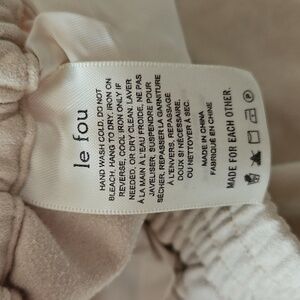 le fou
HAND WASH COLD. DO NOT
BLEACH. HANG TO DRY. IRON ON
REVERSE. COOL IRON ONLY IF
NEEDED, OR DRY CLEAN. LAVER
À LA MAIN À L'EAU FROIDE. NE PAS
JAVELISER. SUSPENDRE POUR
SÉCHER. REPASSER LA GARNITURE
À L'ENVERS. REPASSAGE
DOUX SI NÉCESSAIRE.
OU NETTOYER À SEC.
MADE IN CHINA
FABRIQUÉ EN CHINE
MADE FOR EACH OTHER.